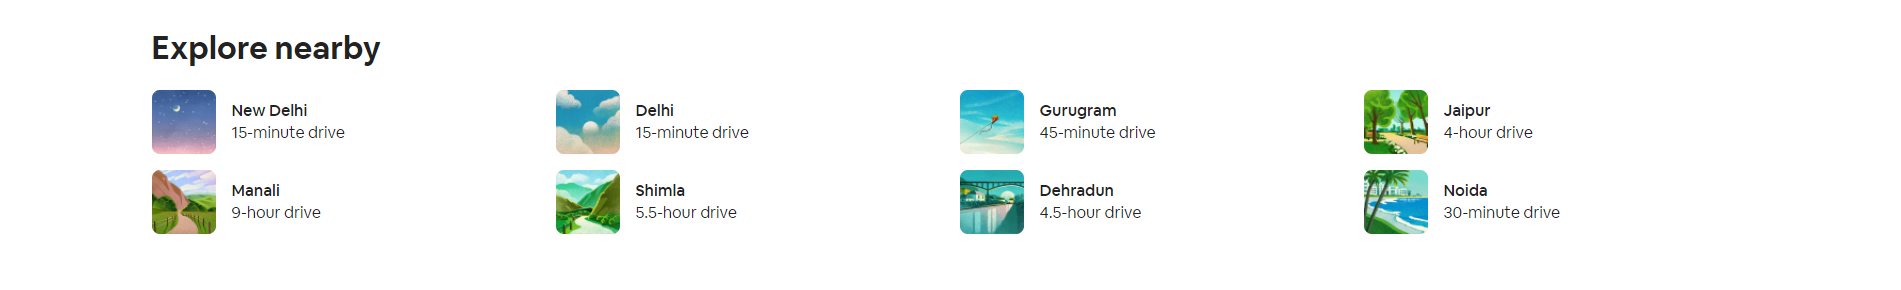 Explore nearby
New Delhi
15-minute drive
Delhi
15-minute drive
Gurugram
45-minute drive
Jaipur
4-hour drive
Manali
9-hour drive
Shimla
5.5-hour drive
Dehradun
4.5-hour drive
Noida
30-minute drive